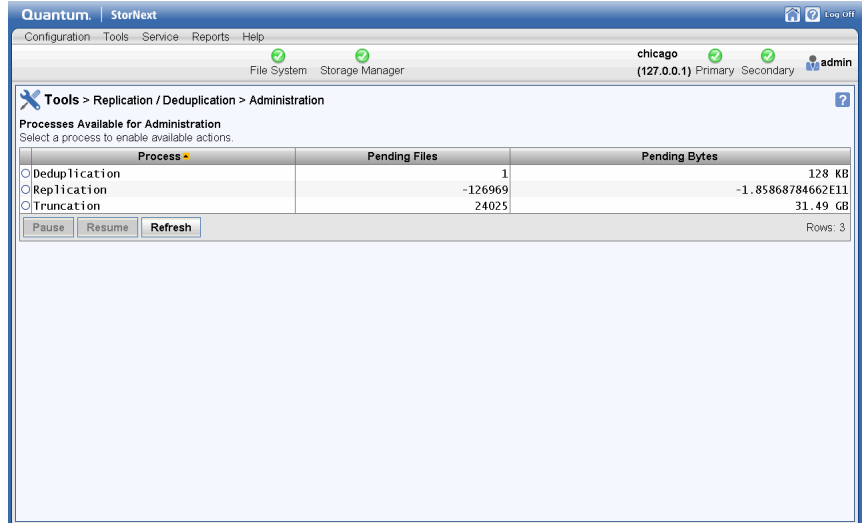 Quantum. StorNext Log Off
Configuration Tools Service Reports Help
File System Storage Manager
chicago
(127.0.0.1) Primary Secondary
admin
Tools > Replication / Deduplication > Administration
Processes Available for Administration
Select a process to enable available actions.
Process Pending Files Pending Bytes
Deduplication 1 128 KB
Replication -126969 -1.85868784662E11
Truncation 24025 31.49 GB
Pause Resume Refresh Rows: 3